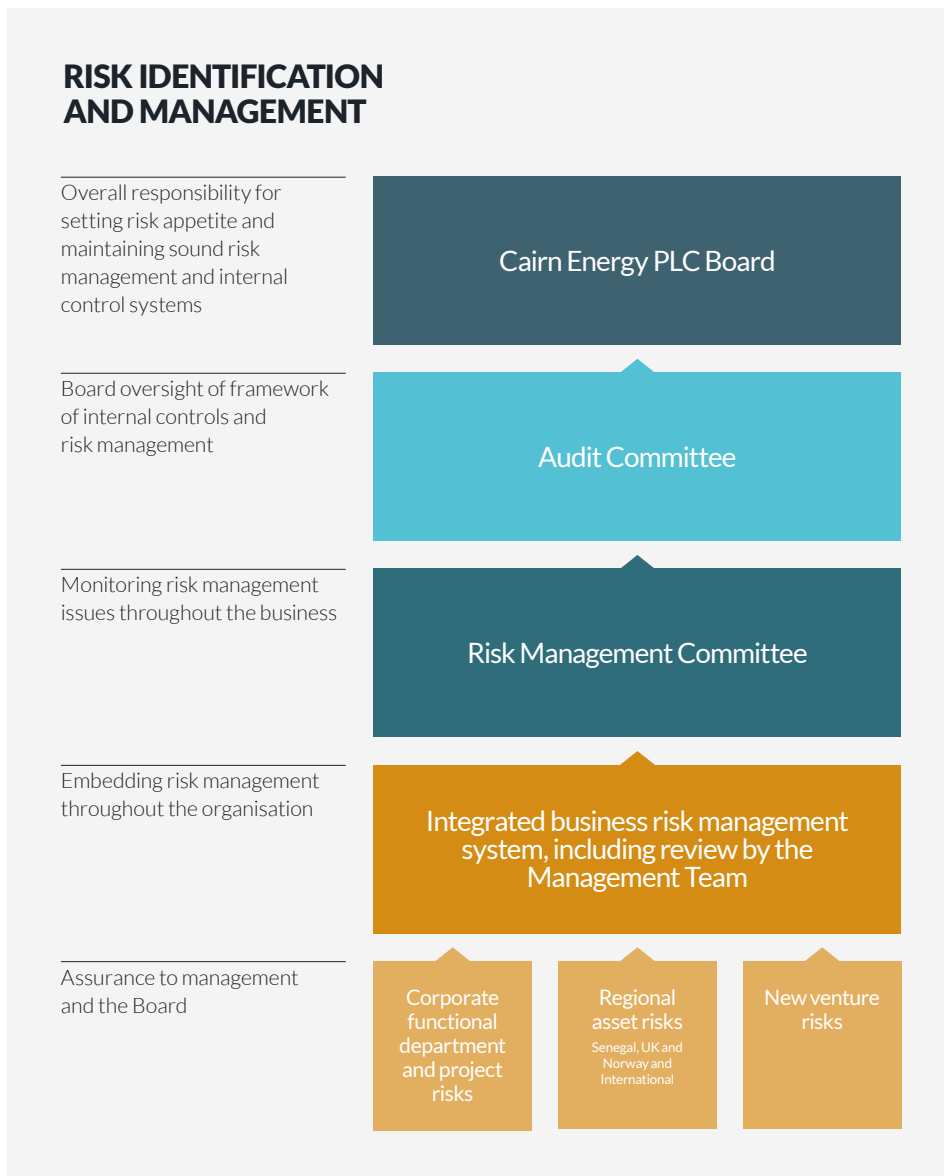 RISK IDENTIFICATION
AND MANAGEMENT
Overall responsibility for
setting risk appetite and
maintaining sound risk
management and internal
control systems
Cairn Energy PLC Board
Board oversight of framework
of internal controls and
risk management
Audit Committee
Monitoring risk management
issues throughout the business
Risk Management Committee
Embedding risk management
throughout the organisation
Integrated business risk management
system, including review by the
Management Team
Assurance to management
and the Board
Corporate
functional
department
and project
risks
Regional
asset risks
Senegal, UK and
Norway and
International
New venture
risks